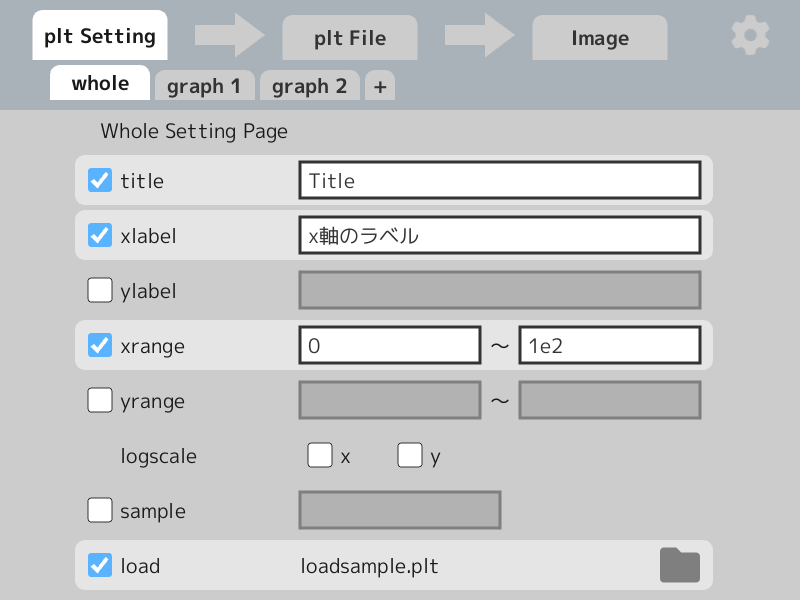 plt Setting plt File Image
whole graph 1 graph 2 +
Whole Setting Page
title Title
xlabel x軸のラベル
ylabel
xrange 0 ～ 1e2
yrange ～
logscale x y
sample
load loadsample.plt